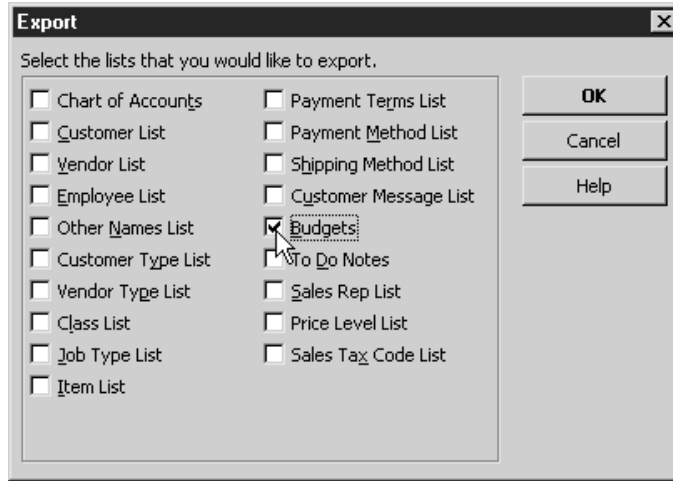 Export
Select the lists that you would like to export.
Chart of Accounts
Customer List
Vendor List
Employee List
Other Names List
Customer Type List
Vendor Type List
Class List
Job Type List
Item List
Payment Terms List
Payment Method List
Shipping Method List
Customer Message List
Budgets
To Do Notes
Sales Rep List
Price Level List
Sales Tax Code List
OK
Cancel
Help